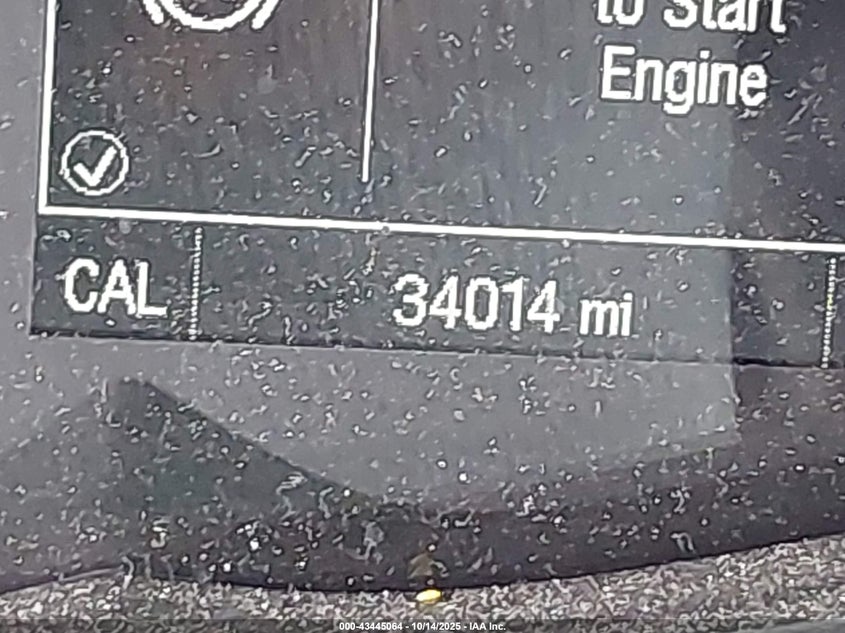 to Start
Engine
CAL
34014 mi
000-43445064 - 10/14/2025 - IAA Inc.